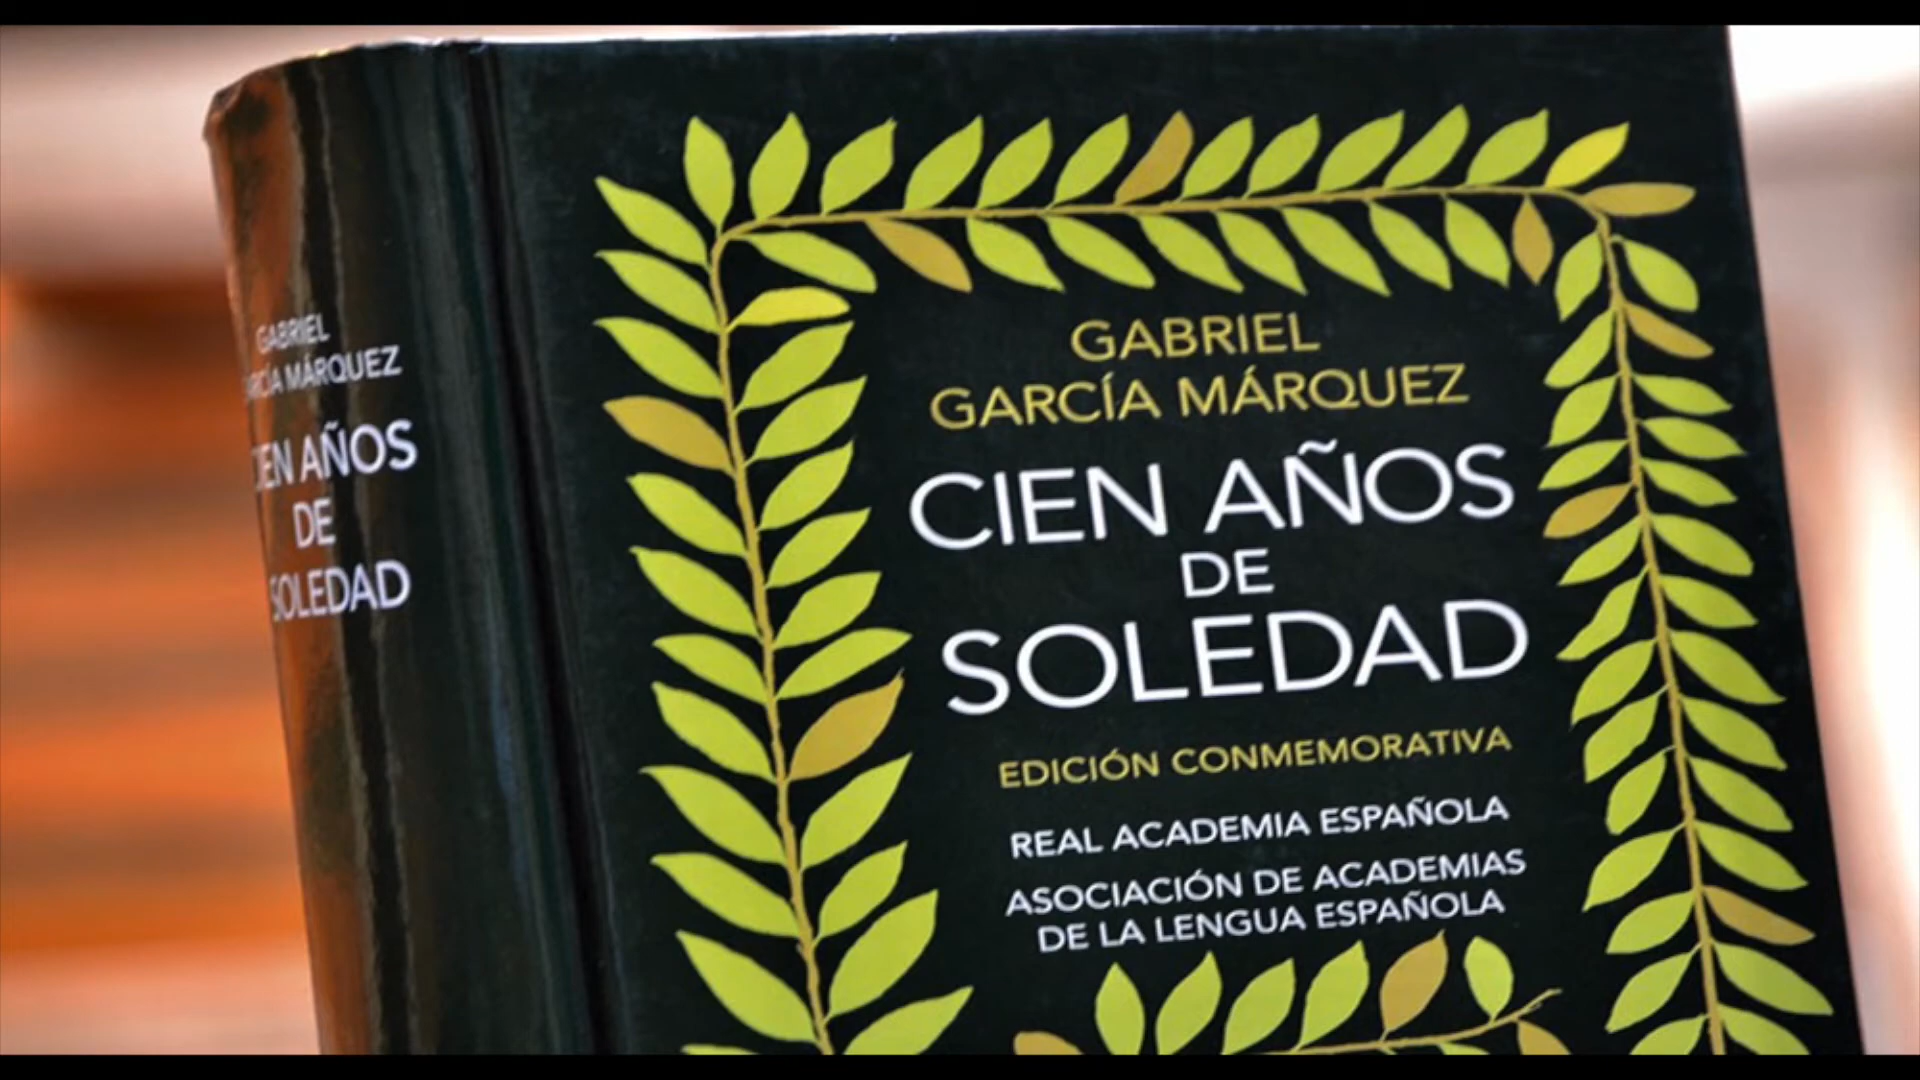 GABRIEL
GARCÍA MÁRQUEZ
CIEN AÑOS
DE
SOLEDAD
GABRIEL
GARCÍA MÁRQUEZ
CIEN AÑOS
DE
SOLEDAD
EDICIÓN CONMEMORATIVA
REAL ACADEMIA ESPAÑOLA
ASOCIACIÓN DE ACADEMIAS
DE LA LENGUA ESPAÑOLA